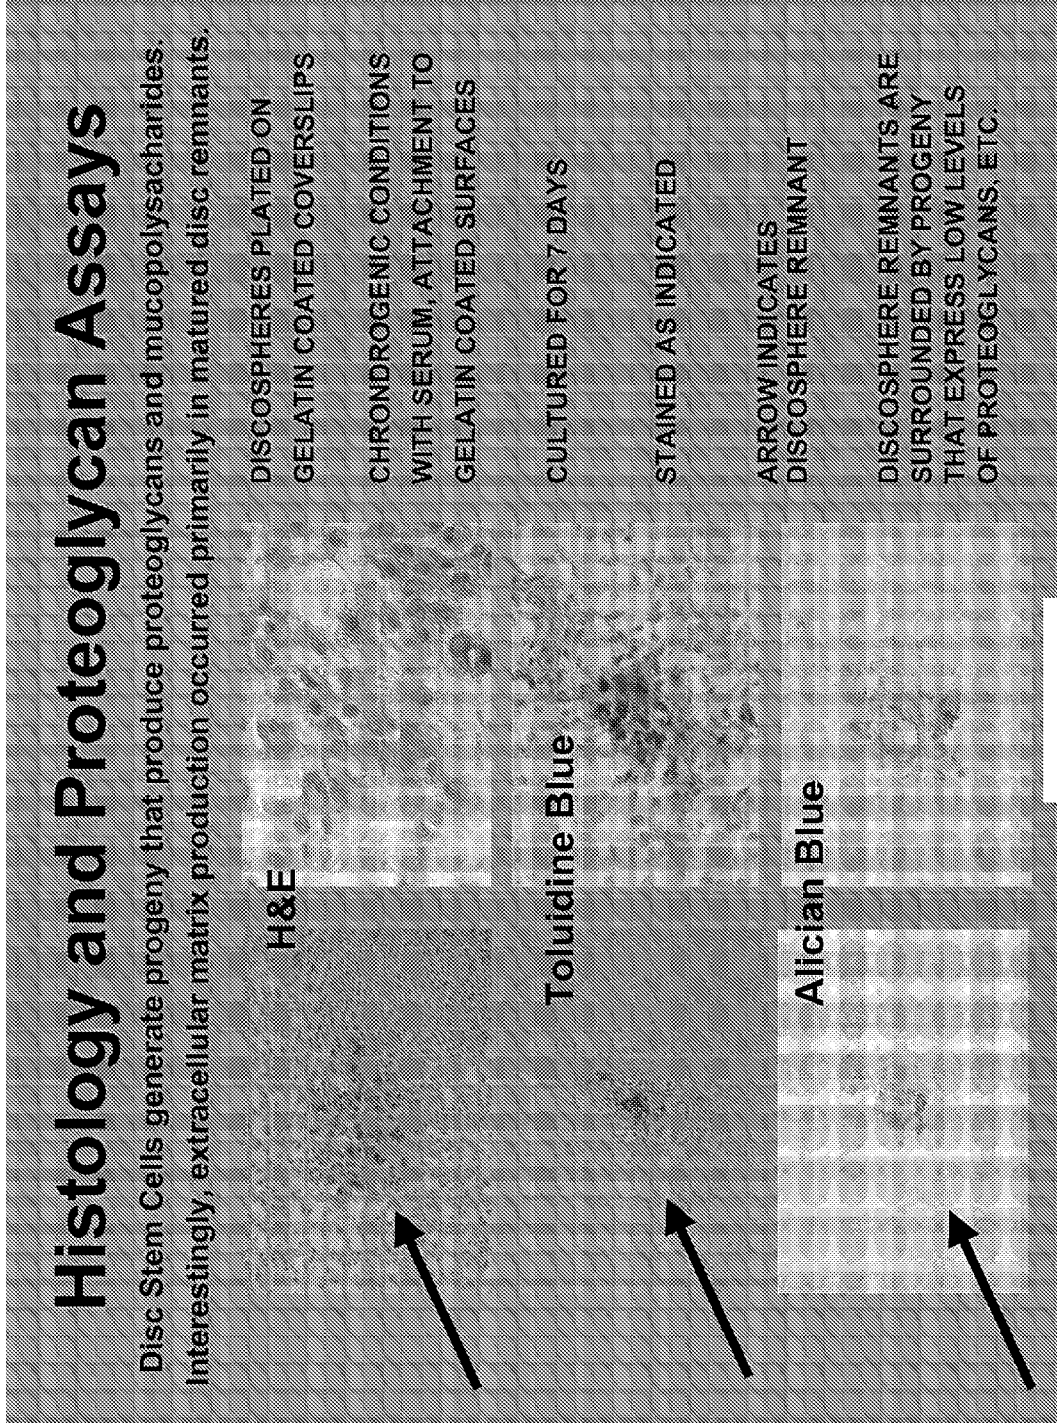 Histology and Proteoglycan Assays
Disc Stem Cells generate progeny that produce proteoglycans and mucopolysacharides.
Interestingly, extracellular matrix production occurred primarily in matured disc remnants.
H&E
Toluidine Blue
Alician Blue
DISCOSPHERES PLATED ON
GELATIN COATED COVERSLIPS
CHRONDROGENIC CONDITIONS
WITH SERUM, ATTACHMENT TO
GELATIN COATED SURFACES
CULTURED FOR 7 DAYS
STAINED AS INDICATED
ARROW INDICATES
DISCOSPHERE REMNANT
DISCOSPHERE REMNANTS ARE
SURROUNDED BY PROGENY
THAT EXPRESS LOW LEVELS
OF PROTEOGLYCANS, ETC.